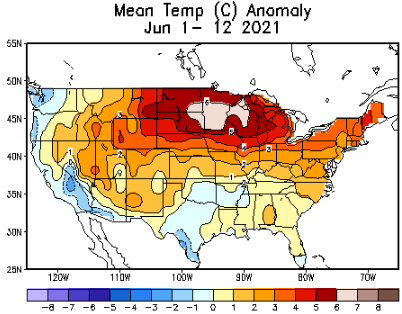 Mean Temp (C) Anomaly
Jun 1– 12 2021
55N
50N
45N
40N
35N
30N
25N
120W 110W 100W 90W 80W 70W
−8 −7 −6 −5 −4 −3 −2 −1 0 1 2 3 4 5 6 7 8